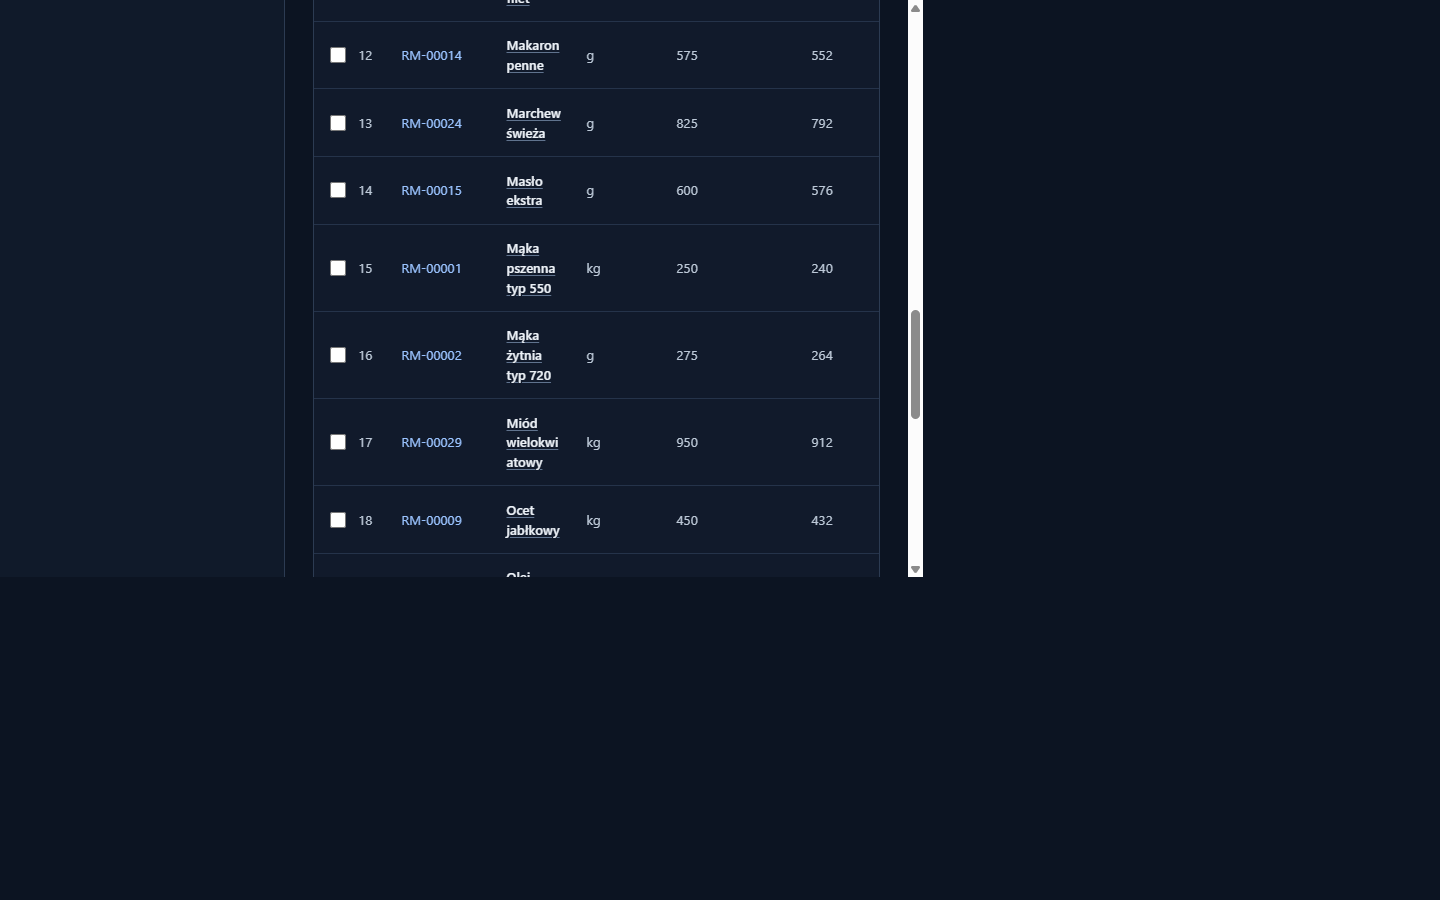 12 RM-00014 Makaron penne g 575 552
13 RM-00024 Marchew świeża g 825 792
14 RM-00015 Masło ekstra g 600 576
15 RM-00001 Mąka pszenna typ 550 kg 250 240
16 RM-00002 Mąka żytnia typ 720 g 275 264
17 RM-00029 Miód wielokwiatowy kg 950 912
18 RM-00009 Ocet jabłkowy kg 450 432